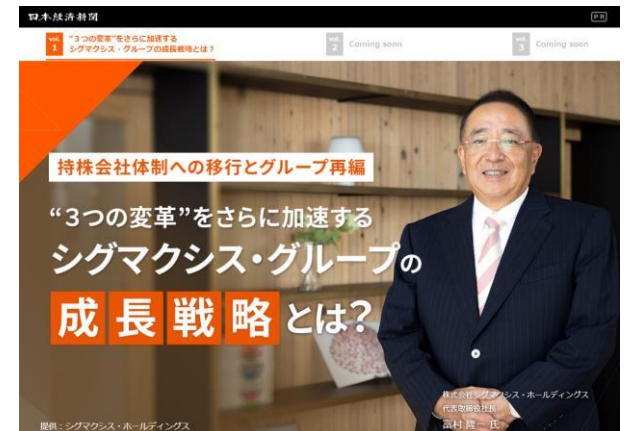 日本経済新聞
PR
vol.
1
“3つの変革”をさらに加速する
シグマクシス・グループの成長戦略とは？
vol.
2
Coming soon
vol.
3
Coming soon
持株会社体制への移行とグループ再編
“3つの変革”をさらに加速する
シグマクシス・グループの
成長戦略とは？
株式会社シグマクシス・ホールディングス
代表取締役社長
富村隆一氏
提供：シグマクシス・ホールディングス